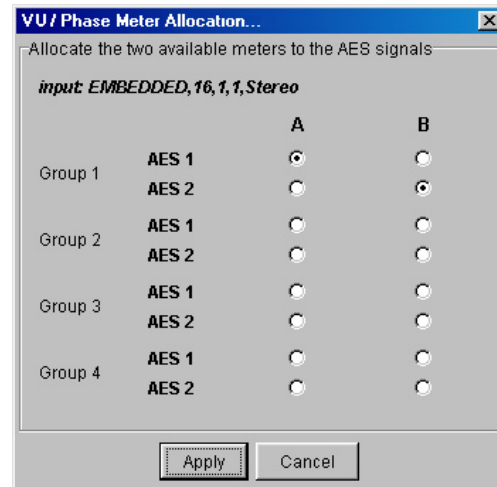 VU / Phase Meter Allocation...
Allocate the two available meters to the AES signals
input: EMBEDDED,16,1,1,Stereo
A B
Group 1
AES 1
AES 2
Group 2
AES 1
AES 2
Group 3
AES 1
AES 2
Group 4
AES 1
AES 2
Apply Cancel